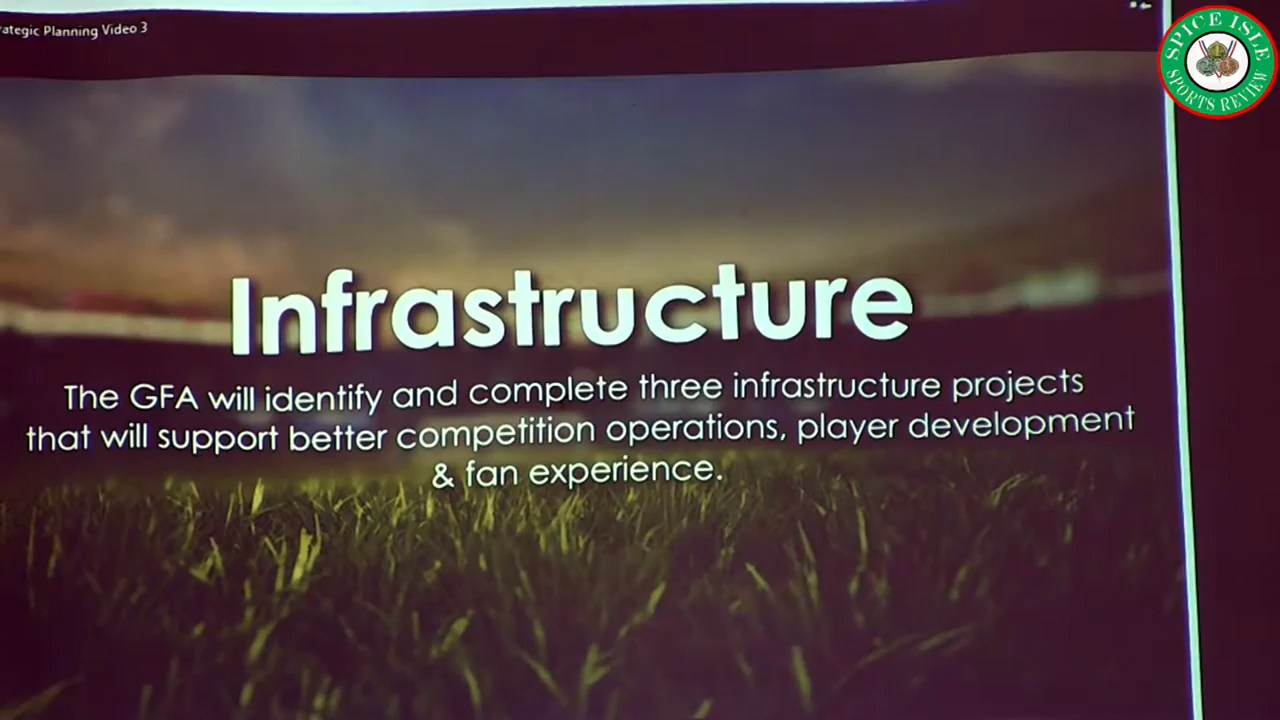 rategic Planning Video 3
SPICE ISLE
SPORTS REVIEW
Infrastructure
The GFA will identify and complete three infrastructure projects
that will support better competition operations, player development
& fan experience.